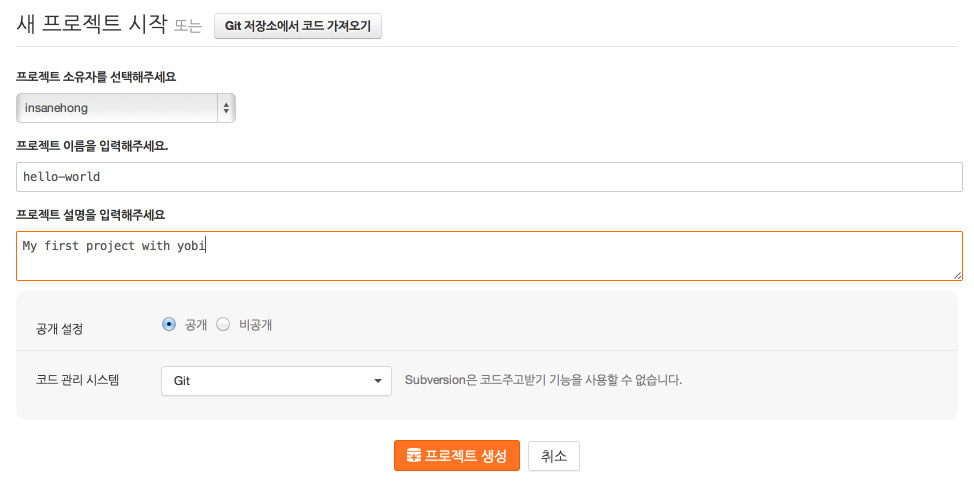 새 프로젝트 시작 또는 Git 저장소에서 코드 가져오기
프로젝트 소유자를 선택해주세요
insanehong
프로젝트 이름을 입력해주세요.
hello-world
프로젝트 설명을 입력해주세요
My first project with yobi
공개 설정 공개 비공개
코드 관리 시스템 Git Subversion은 코드주고받기 기능을 사용할 수 없습니다.
프로젝트 생성 취소